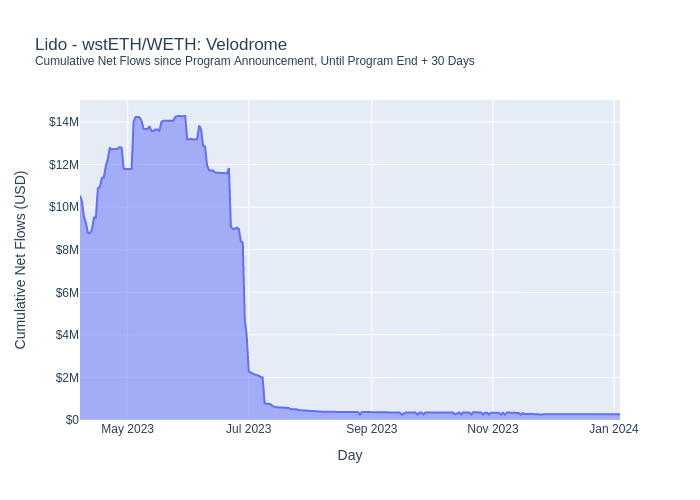 Lido - wstETH/WETH: Velodrome
Cumulative Net Flows since Program Announcement, Until Program End + 30 Days
Cumulative Net Flows (USD)
$14M
$12M
$10M
$8M
$6M
$4M
$2M
$0
May 2023
Jul 2023
Sep 2023
Nov 2023
Jan 2024
Day